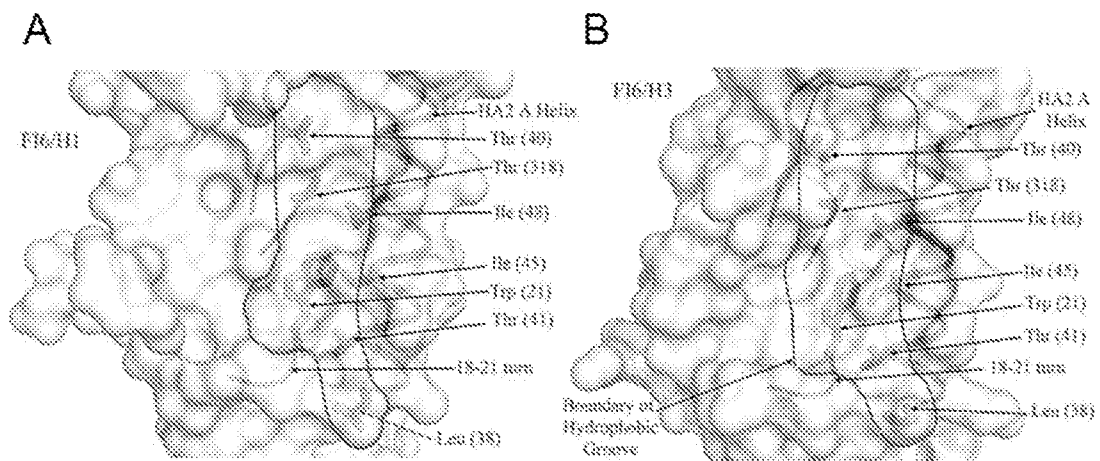 A
FI6/H1
HA2 A Helix
Thr (40)
Thr (318)
Ile (48)
Ile (45)
Trp (21)
Thr (41)
18-21 turn
Leu (38)
B
FI6/H3
HA2 A
Helix
Thr (40)
Thr (318)
Ile (48)
Ile (45)
Trp (21)
Thr (41)
18-21 turn
Leu (38)
Boundary of
Hydrophobic
Groove